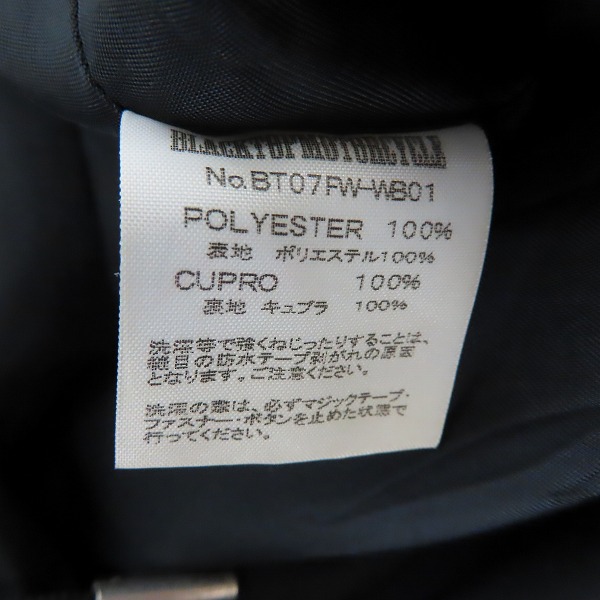 BLACKTOP MOTORCYCLE
No.BT07FW-WB01
POLYESTER 100%
表地 ポリエステル100%
CUPRO 100%
裏地 キュプラ 100%
洗濯等で強くねじったりすることは、
縫目の防水テープ剥がれの原因
となります。ご注意ください。
洗濯の際は、必ずマジックテープ・
ファスナー・ボタンを止めた状態で
行ってください。